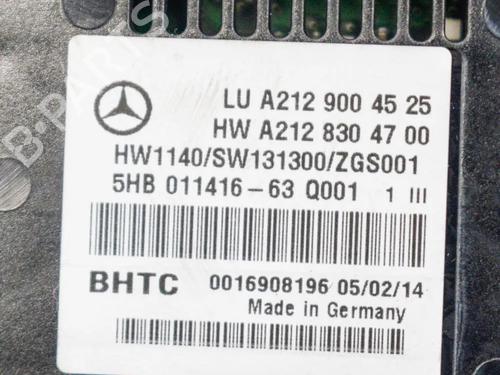 LU A212 900 45 25
HW A212 830 47 00
HW1140/SW131300/ZGS001
5HB 011416-63 Q001 1 III
BHTC 0016908196 05/02/14
Made in Germany
B-PARTS